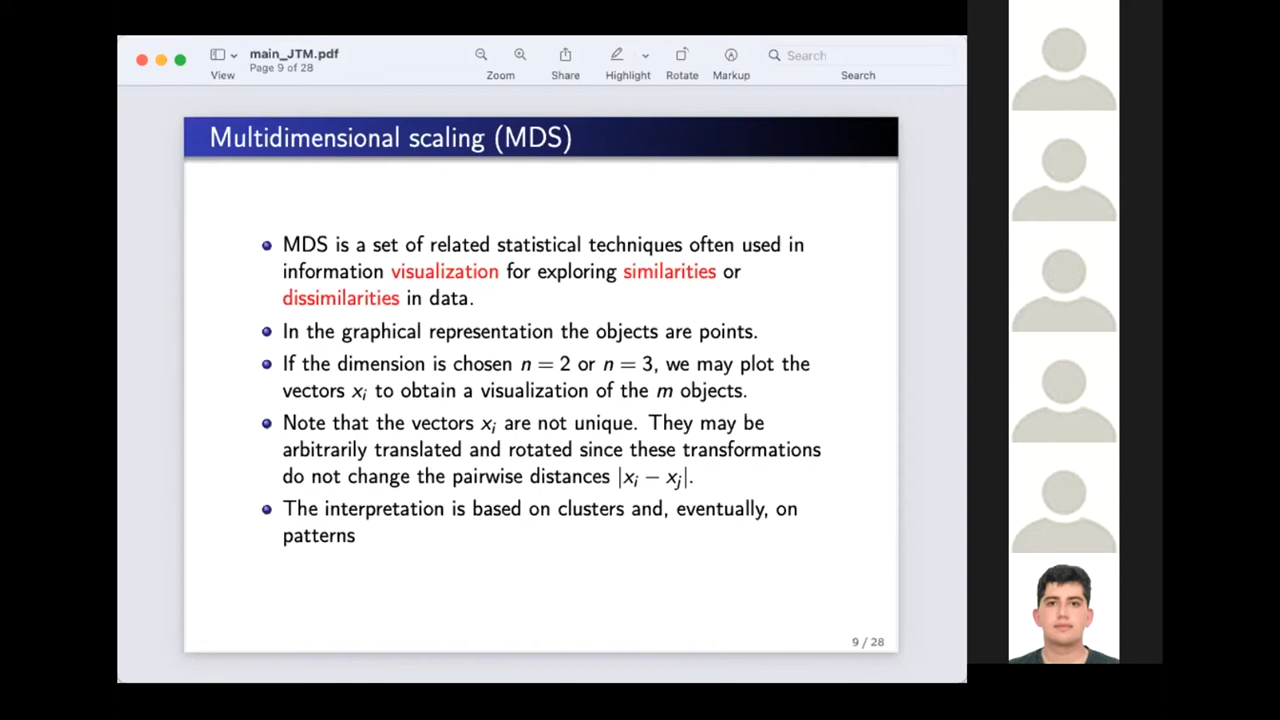 main_JTM.pdf
Page 9 of 28
View
Zoom
Share
Highlight
Rotate
Markup
Search
Search
Multidimensional scaling (MDS)
MDS is a set of related statistical techniques often used in
information visualization for exploring similarities or
dissimilarities in data.
In the graphical representation the objects are points.
If the dimension is chosen n = 2 or n = 3, we may plot the
vectors xᵢ to obtain a visualization of the m objects.
Note that the vectors xᵢ are not unique. They may be
arbitrarily translated and rotated since these transformations
do not change the pairwise distances |xᵢ − xⱼ|.
The interpretation is based on clusters and, eventually, on
patterns
9 / 28